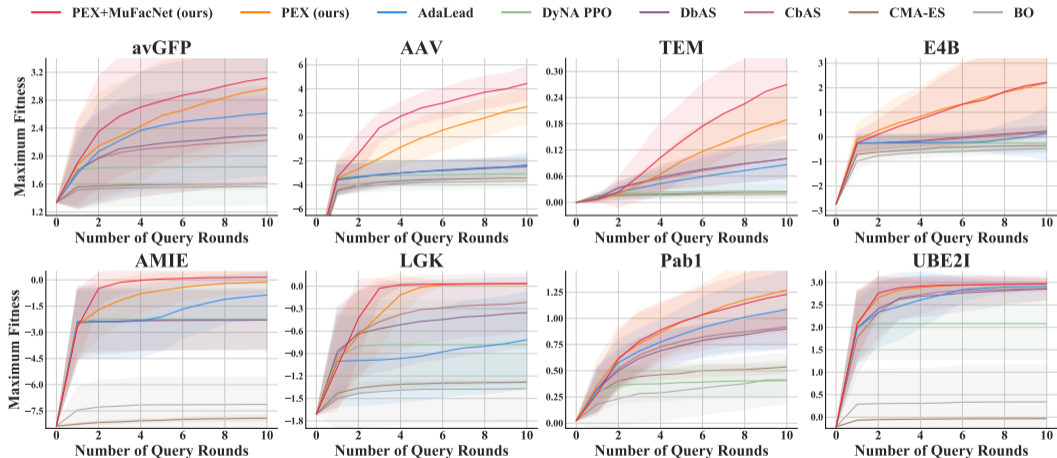 PEX+MuFacNet (ours) PEX (ours) AdaLead DyNA PPO DbAS CbAS CMA-ES BO
avGFP AAV TEM E4B
Maximum Fitness
3.2
2.8
2.4
2.0
1.6
1.2
0 2 4 6 8 10
Number of Query Rounds
6
4
2
0
−2
−4
−6
0 2 4 6 8 10
Number of Query Rounds
0.30
0.24
0.18
0.12
0.06
0.00
0 2 4 6 8 10
Number of Query Rounds
3
2
1
0
−1
−2
−3
0 2 4 6 8 10
Number of Query Rounds
AMIE LGK Pab1 UBE2I
Maximum Fitness
0.0
−1.5
−3.0
−4.5
−6.0
−7.5
0 2 4 6 8 10
Number of Query Rounds
0.0
−0.3
−0.6
−0.9
−1.2
−1.5
−1.8
0 2 4 6 8 10
Number of Query Rounds
1.25
1.00
0.75
0.50
0.25
0.00
0 2 4 6 8 10
Number of Query Rounds
3.0
2.5
2.0
1.5
1.0
0.5
0.0
0 2 4 6 8 10
Number of Query Rounds